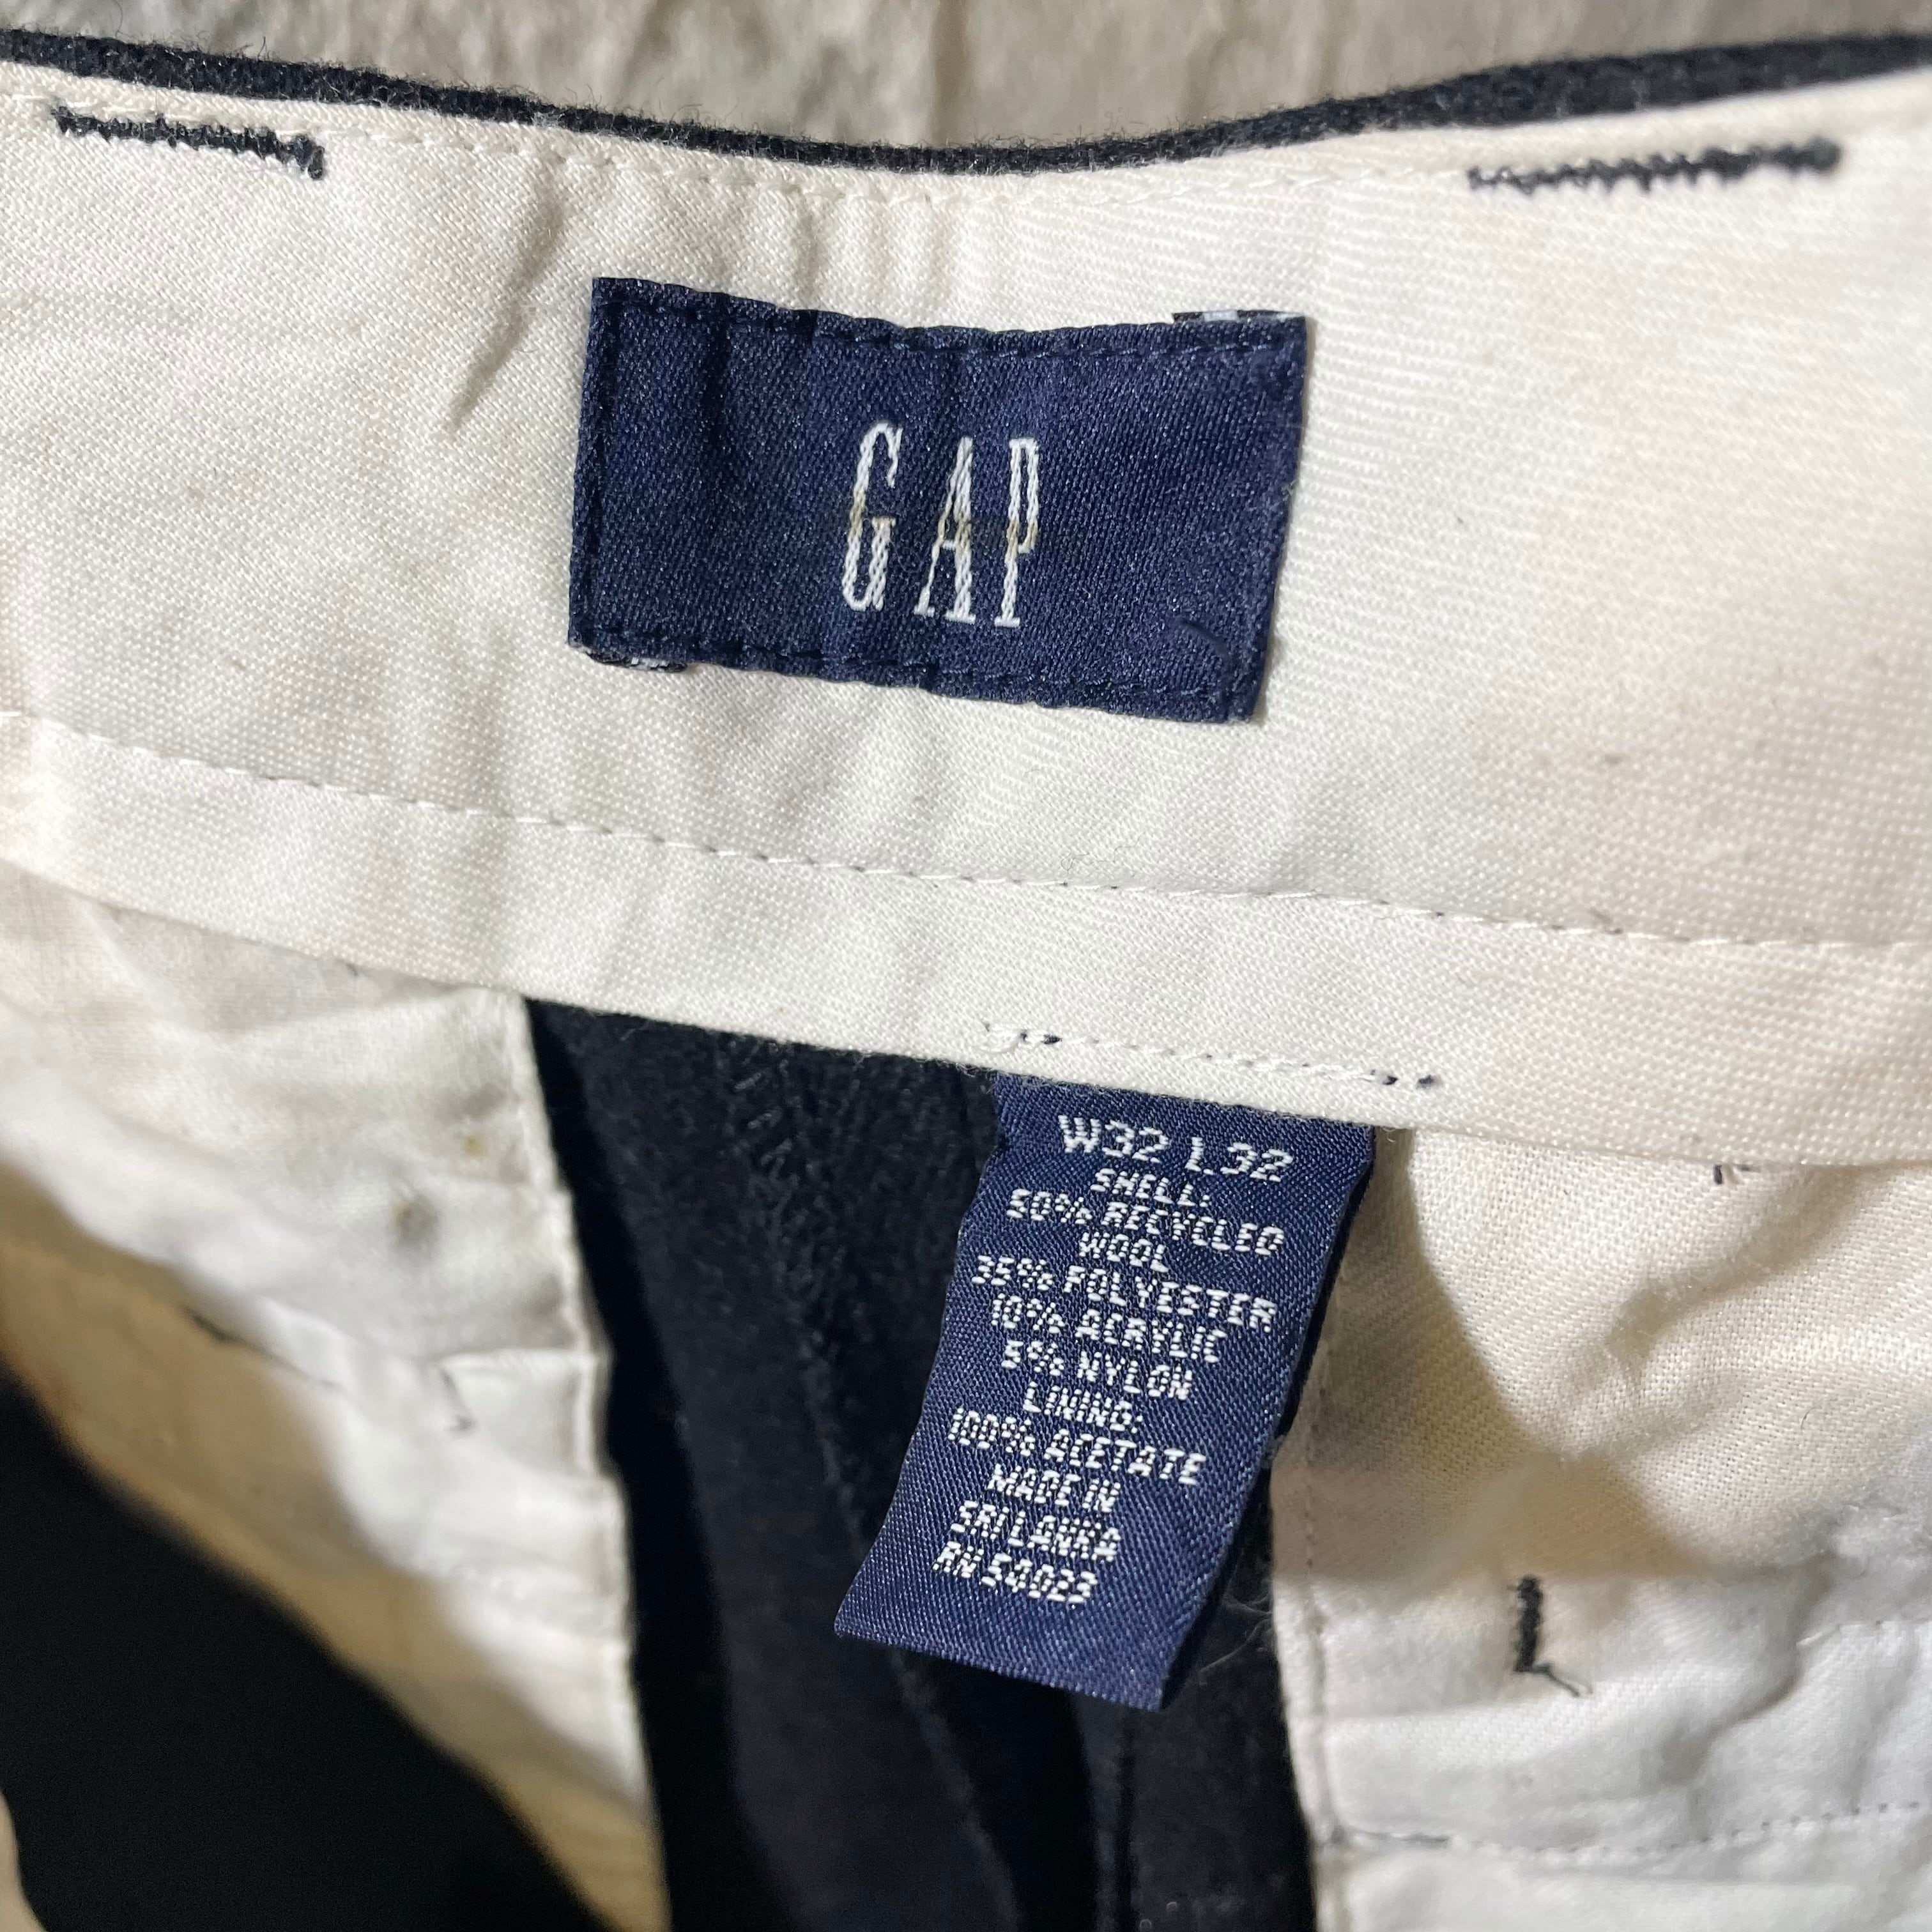 GAP
W32 L32
SHELL:
50% RECYCLED
WOOL
35% POLYESTER
10% ACRYLIC
5% NYLON
LINING:
100% ACETATE
MADE IN
SRI LANKA
RN 54023